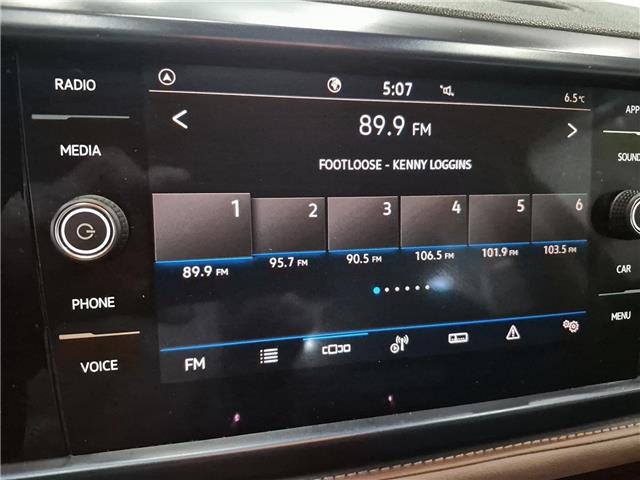 RADIO
MEDIA
PHONE
VOICE
5:07
6.5°C
89.9 FM
FOOTLOOSE - KENNY LOGGINS
1 2 3 4 5 6
89.9 FM 95.7 FM 90.5 FM 106.5 FM 101.9 FM 103.5 FM
FM
APP
SOUND
CAR
MENU